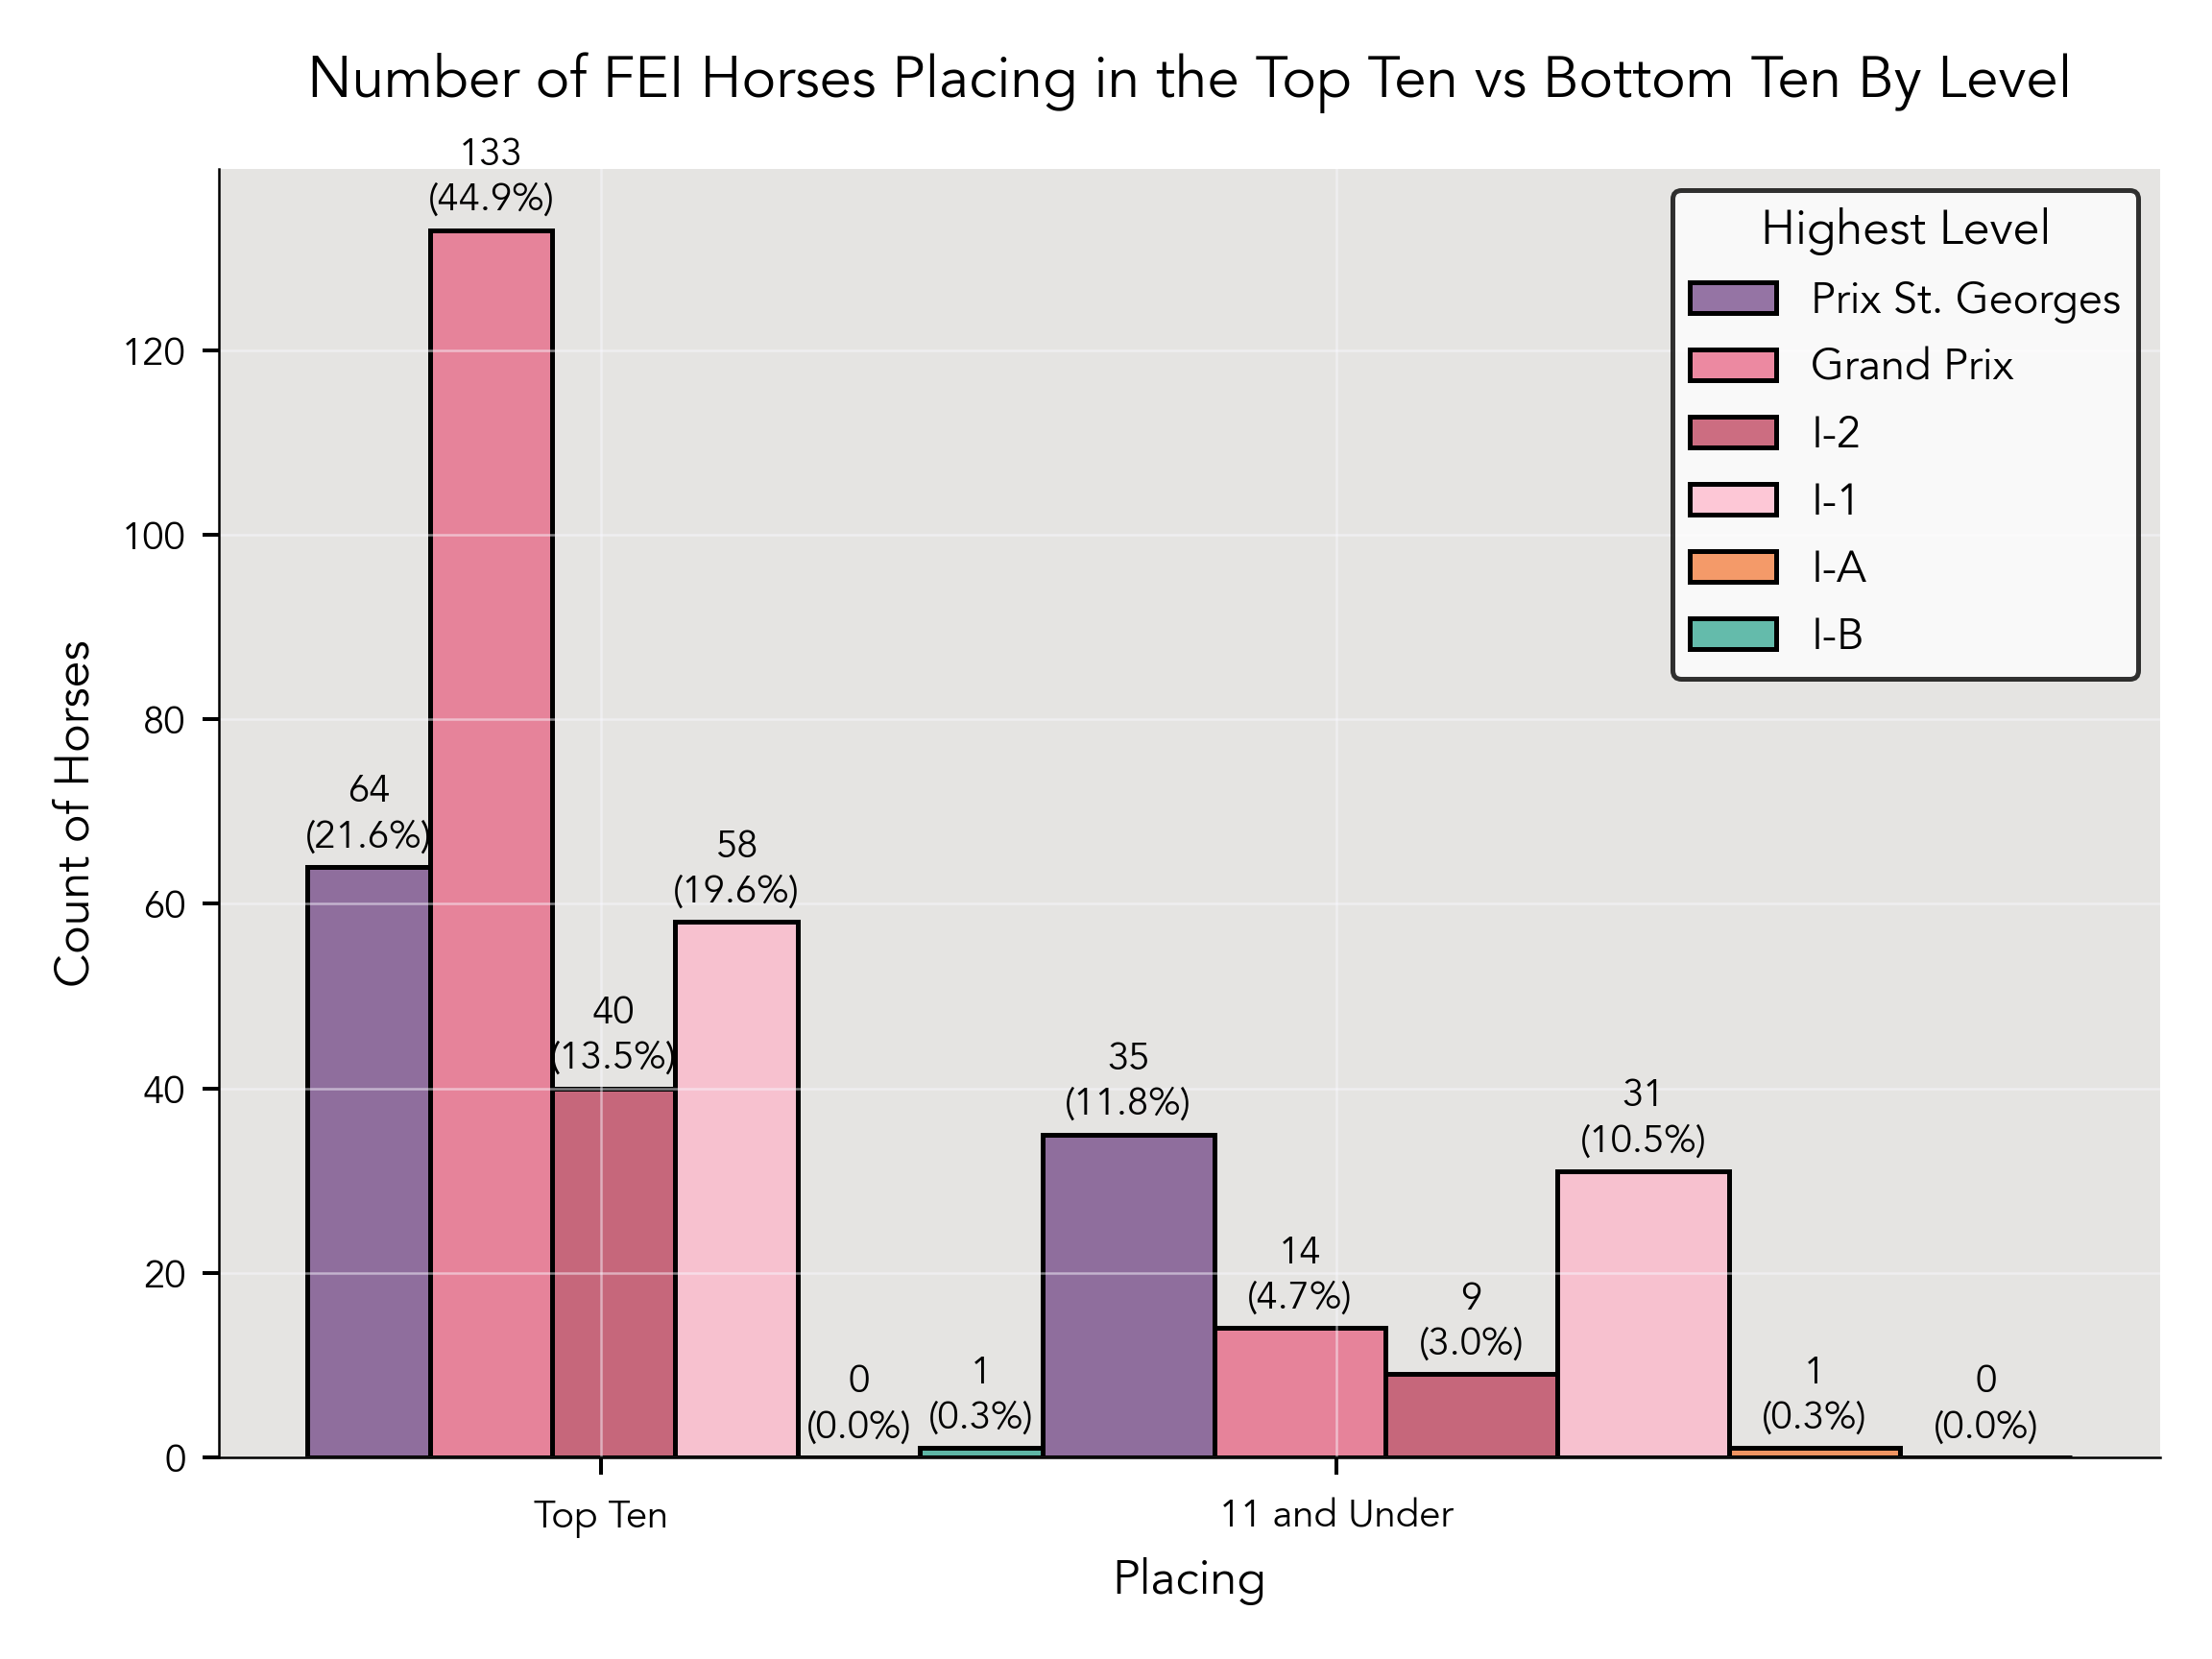 Number of FEI Horses Placing in the Top Ten vs Bottom Ten By Level
133
(44.9%)
Highest Level
Prix St. Georges
Grand Prix
I-2
I-1
I-A
I-B
120
100
80
60
40
20
0
Count of Horses
64
(21.6%)
40
(13.5%)
58
(19.6%)
0
(0.0%)
1
(0.3%)
35
(11.8%)
14
(4.7%)
9
(3.0%)
31
(10.5%)
1
(0.3%)
0
(0.0%)
Top Ten
11 and Under
Placing